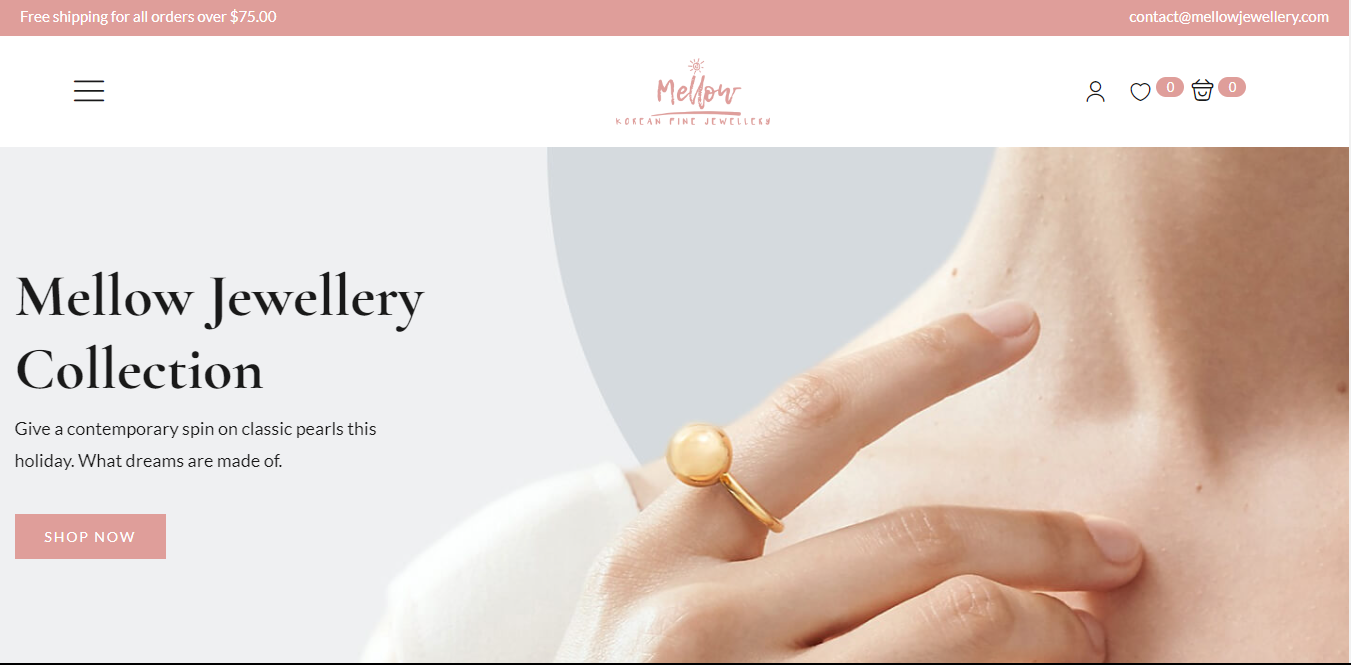 Free shipping for all orders over $75.00
contact@mellowjewellery.com
Mellow
KOREAN FINE JEWELLERY
0
0
Mellow Jewellery
Collection
Give a contemporary spin on classic pearls this
holiday. What dreams are made of.
SHOP NOW